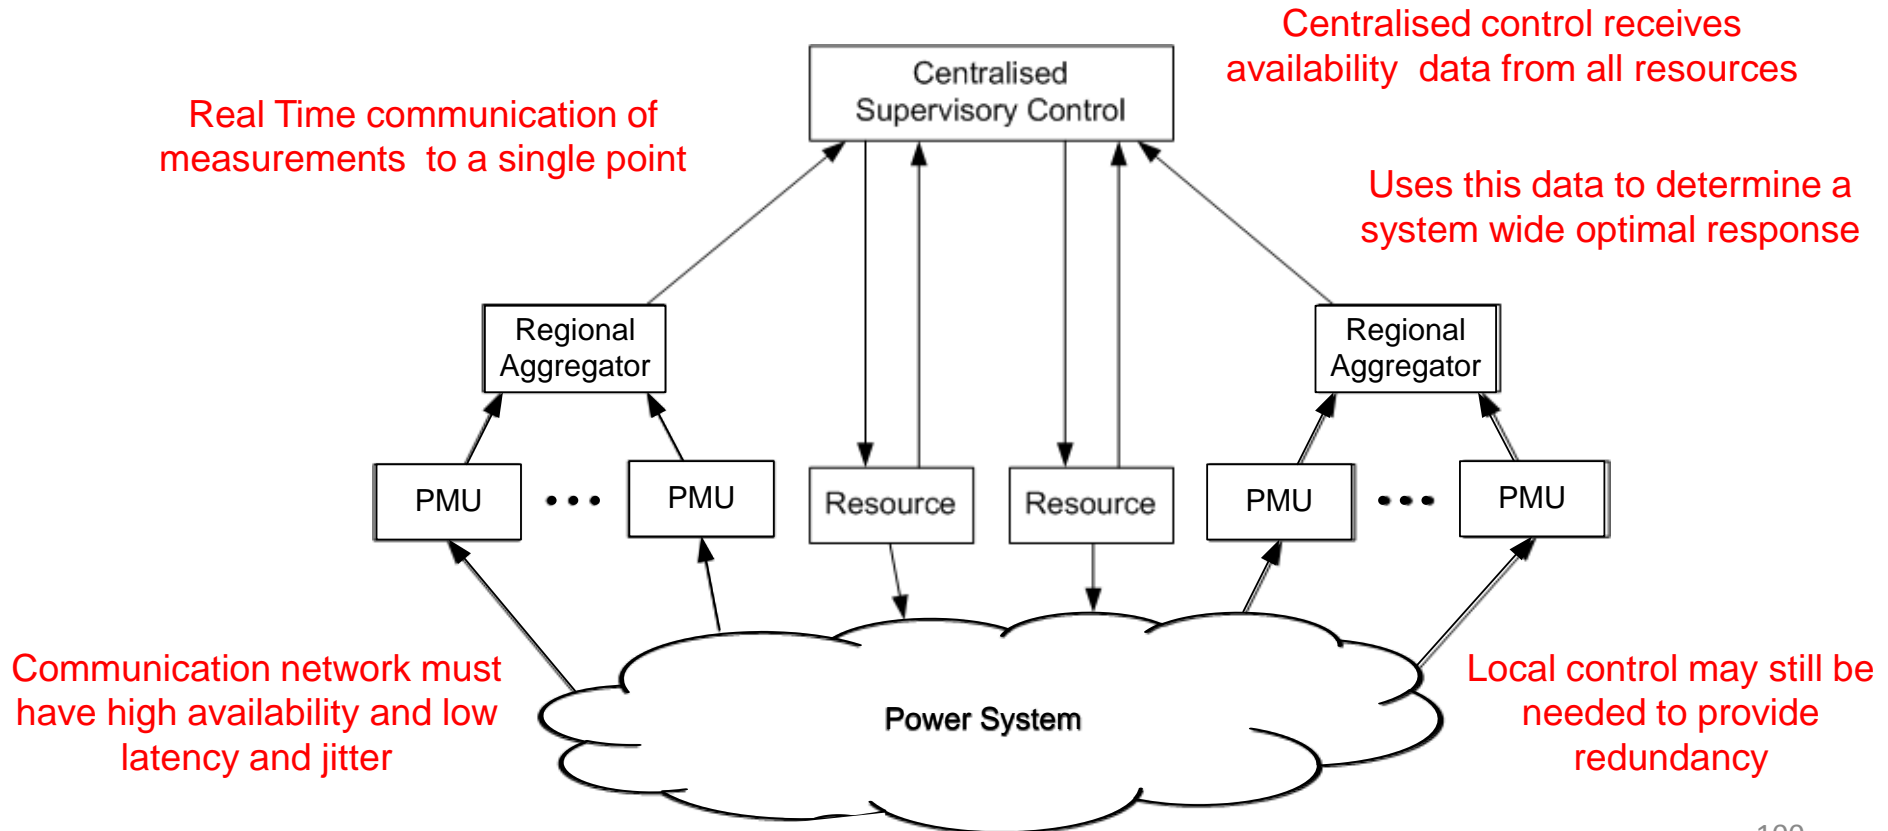 Centralised control receives
availability data from all resources
Centralised
Supervisory Control
Real Time communication of
measurements to a single point
Uses this data to determine a
system wide optimal response
Regional
Aggregator
Regional
Aggregator
PMU
PMU
Resource
Resource
PMU
PMU
Communication network must
have high availability and low
latency and jitter
Power System
Local control may still be
needed to provide
redundancy